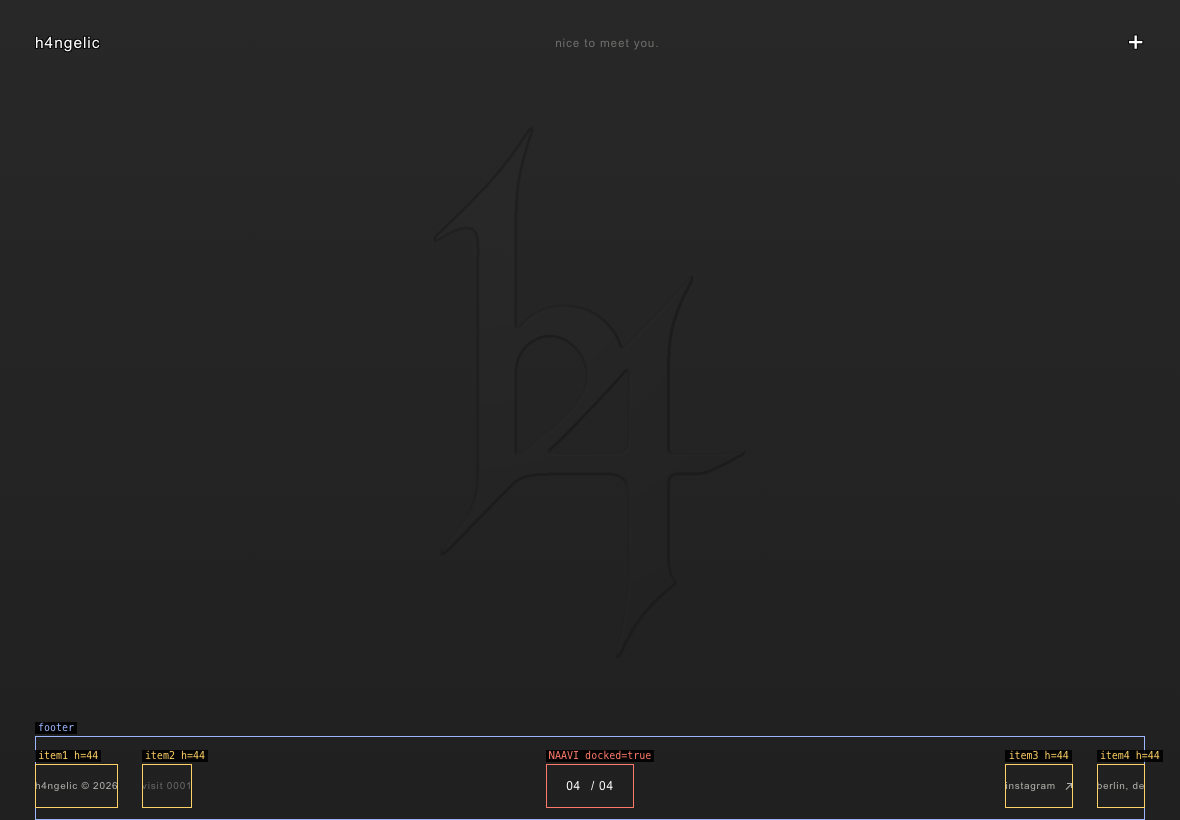 h4ngelic
nice to meet you.
+
footer
item1 h=44
item2 h=44
NAAVI docked=true
item3 h=44
item4 h=44
h4ngelic © 2026
visit 0001
04 / 04
instagram ↗
berlin, de